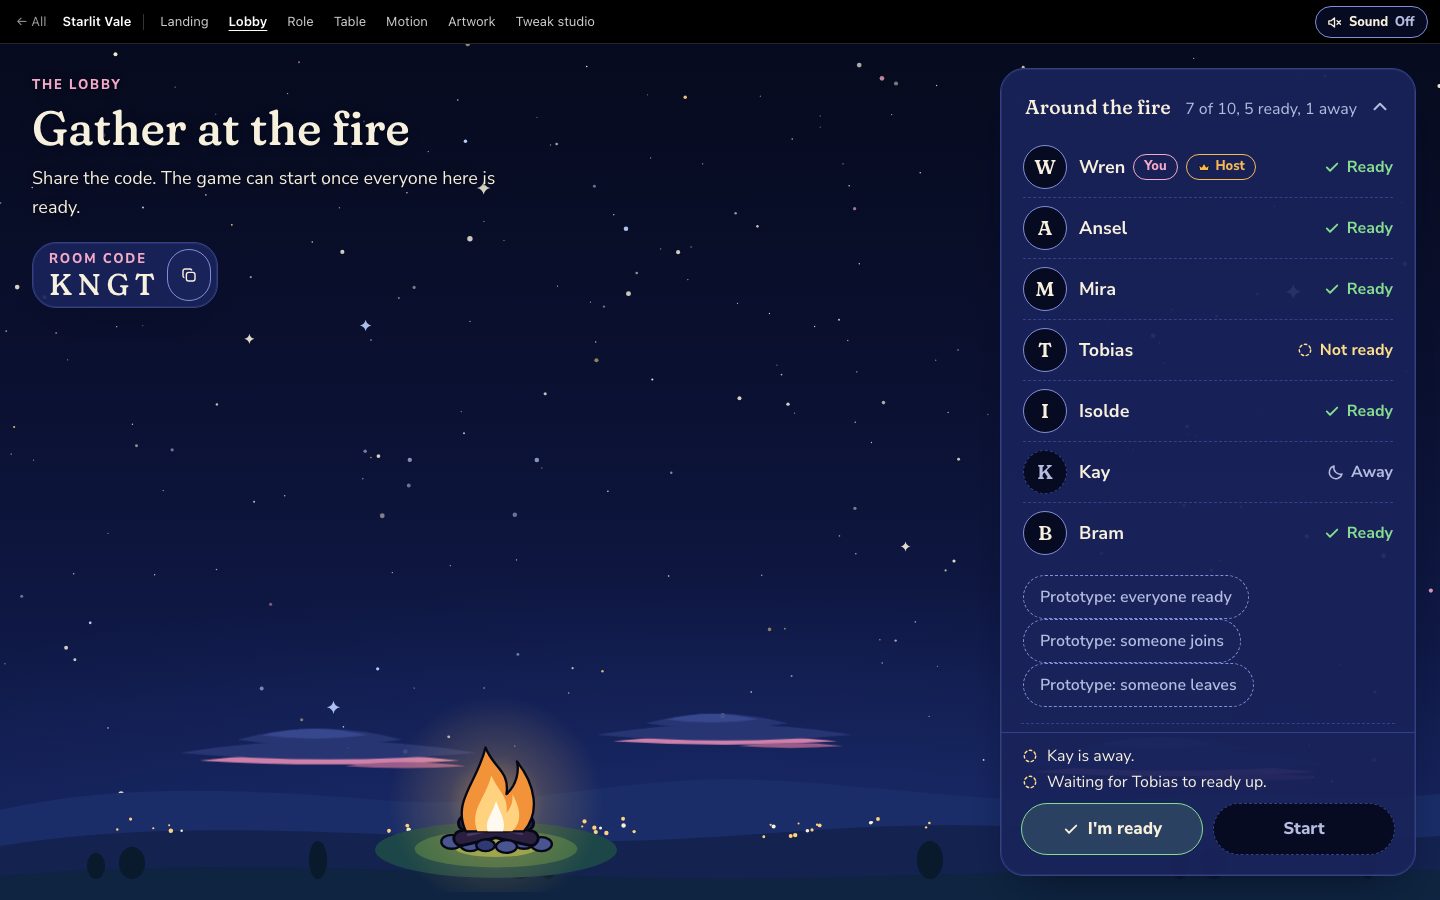 ← All Starlit Vale Landing Lobby Role Table Motion Artwork Tweak studio Sound Off
THE LOBBY
Gather at the fire
Share the code. The game can start once everyone here is
ready.
ROOM CODE
KNGT
Around the fire 7 of 10, 5 ready, 1 away
W Wren You Host Ready
A Ansel Ready
M Mira Ready
T Tobias Not ready
I Isolde Ready
K Kay Away
B Bram Ready
Prototype: everyone ready
Prototype: someone joins
Prototype: someone leaves
Kay is away.
Waiting for Tobias to ready up.
I'm ready Start